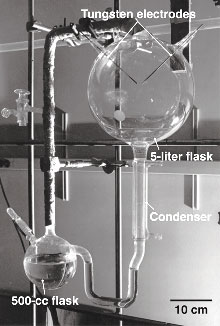 Tungsten electrodes
5-liter flask
Condenser
500-cc flask
10 cm